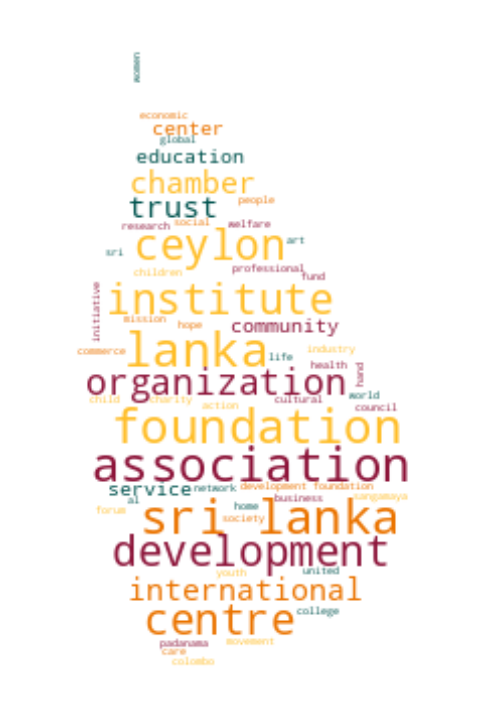 women
economic
center
global
education
chamber
trust
people
research social welfare
ceylon
art
sri
professional
children
fund
initiative
institute
mission
hope
community
lanka
commerce
life
industry
health
hand
organization
child charity
action
cultural
world
council
foundation
association
service
network
development foundation
al
business
sangamaya
forum
home
sri lanka
society
development
youth
united
international
centre
college
padanama
movement
care
colombo